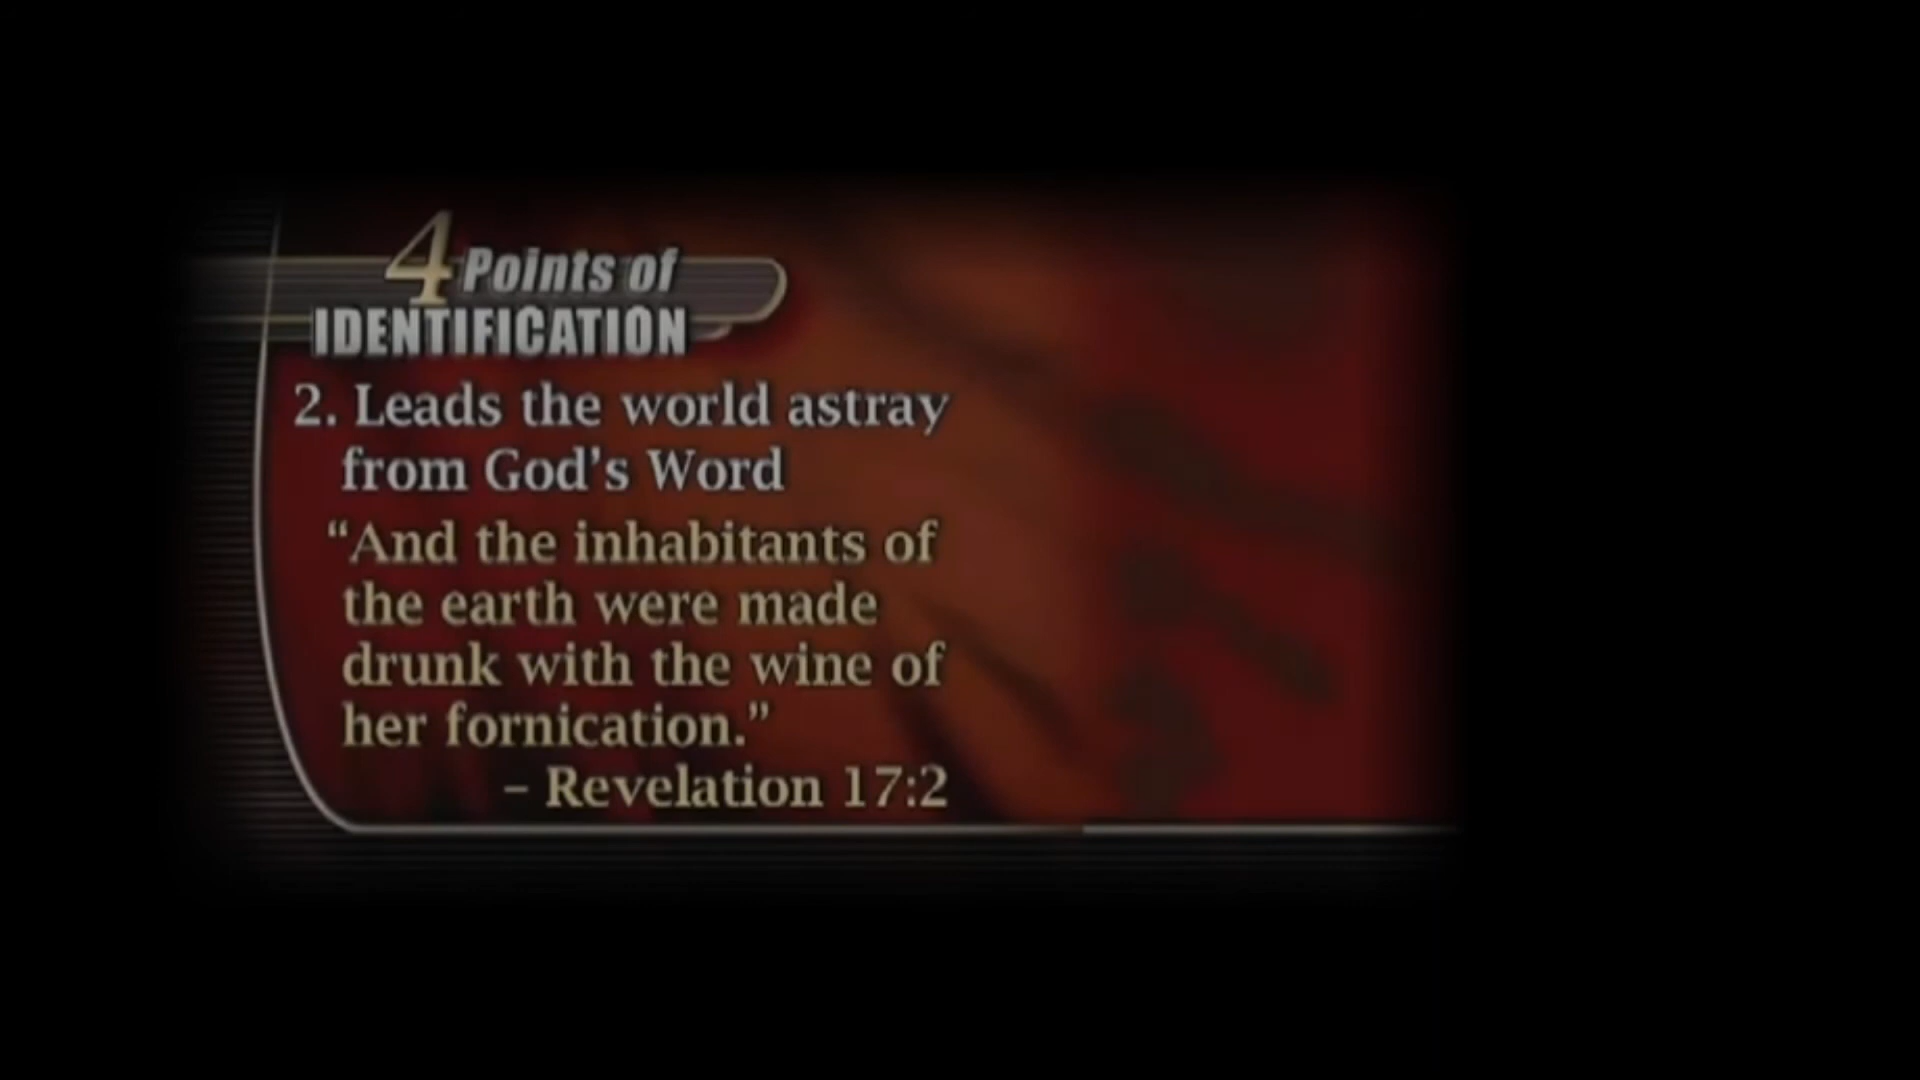 4 Points of
IDENTIFICATION
2. Leads the world astray
from God’s Word
“And the inhabitants of
the earth were made
drunk with the wine of
her fornication.”
– Revelation 17:2